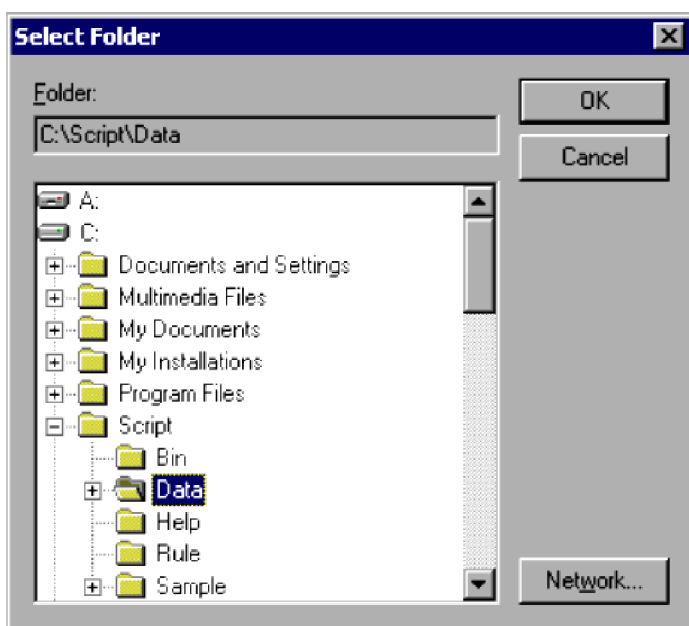 Select Folder
Folder:
OK
C:\Script\Data
Cancel
A:
C:
Documents and Settings
Multimedia Files
My Documents
My Installations
Program Files
Script
Bin
Data
Help
Rule
Sample
Network...